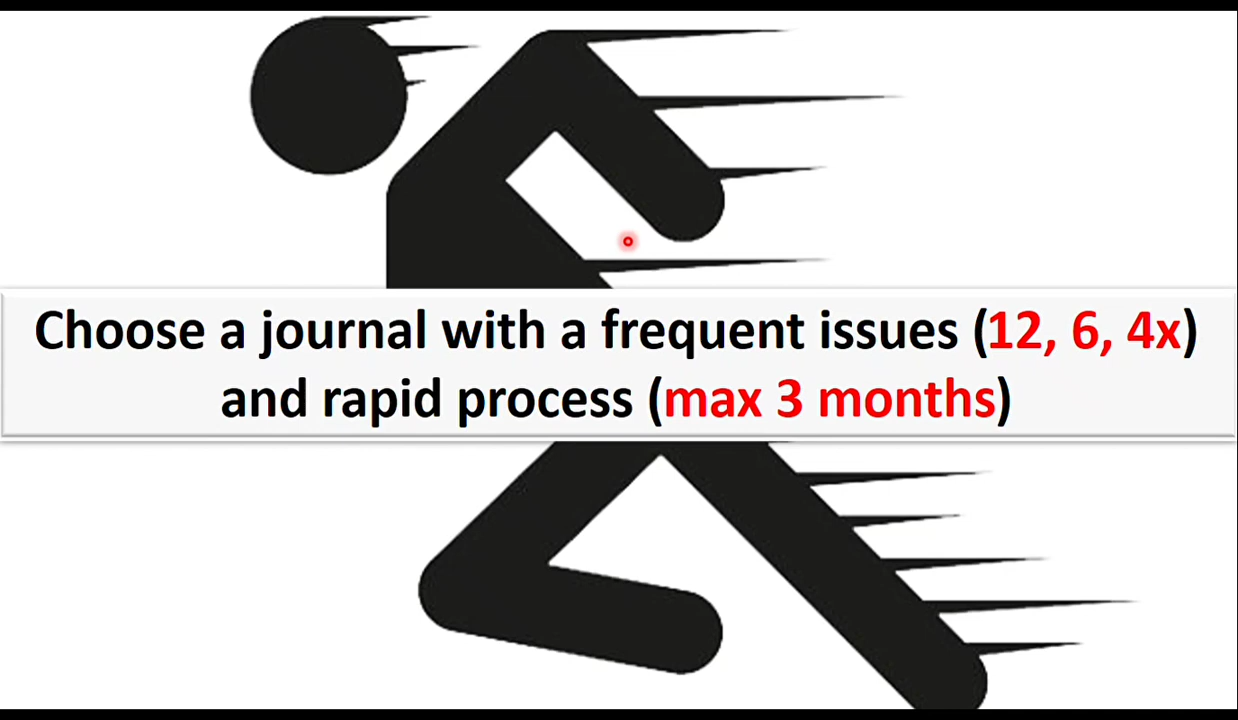 Choose a journal with a frequent issues (12, 6, 4x)
and rapid process (max 3 months)